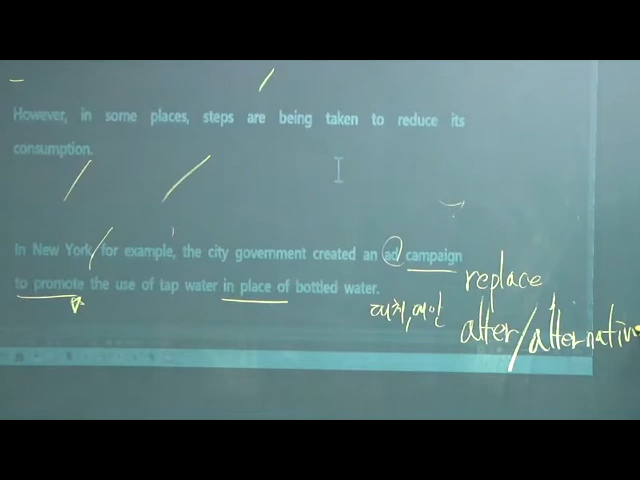 However, in some places, steps are being taken to reduce its
consumption.
In New York, for example, the city government created an ad campaign
to promote the use of tap water in place of bottled water.
replace
대체, 대안
alter/alternative